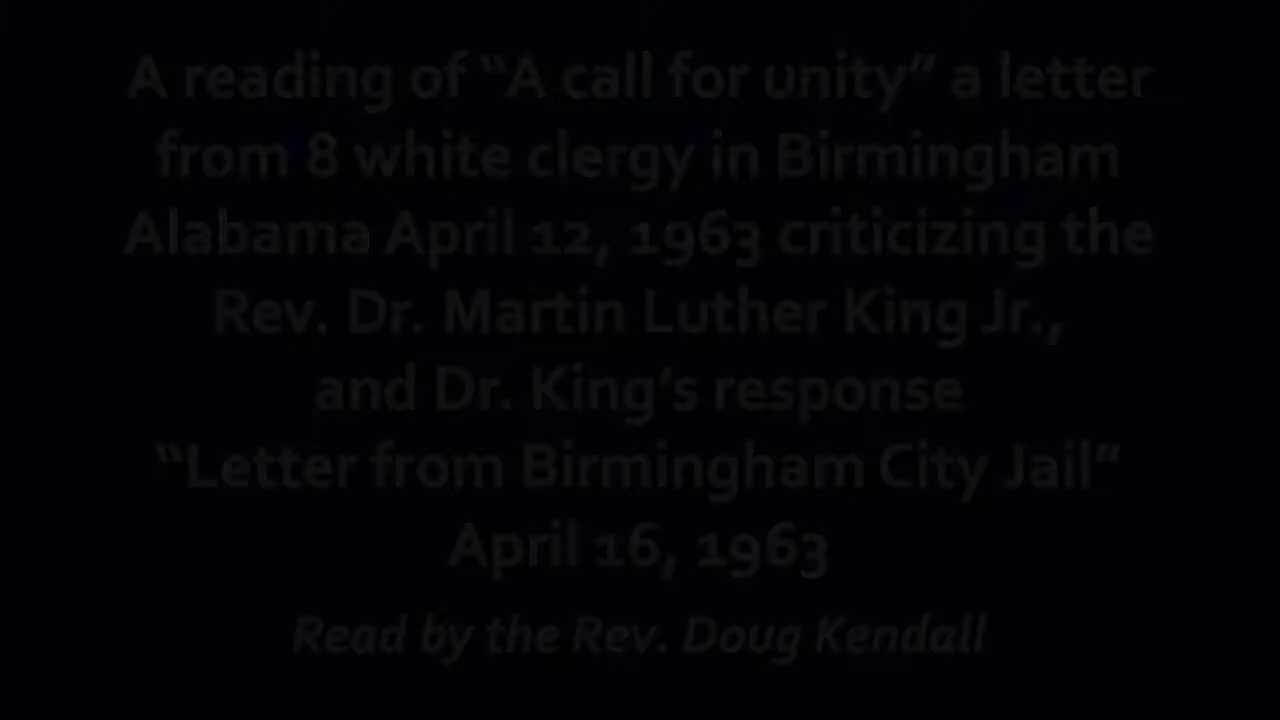 A reading of “A call for unity” a letter
from 8 white clergy in Birmingham
Alabama April 12, 1963 criticizing the
Rev. Dr. Martin Luther King Jr.,
and Dr. King’s response
“Letter from Birmingham City Jail”
April 16, 1963
Read by the Rev. Doug Kendall